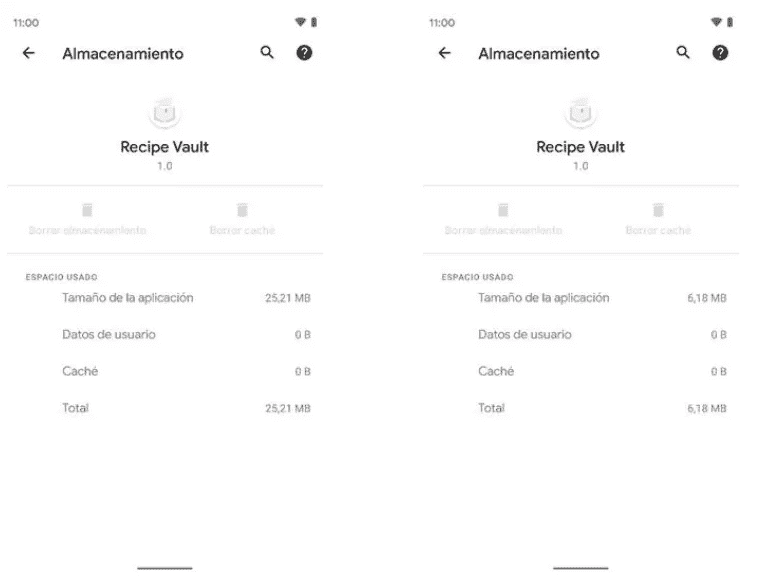 11:00
Almacenamiento
Recipe Vault
1.0
Borrar almacenamiento
Borrar caché
ESPACIO USADO
Tamaño de la aplicación 25,21 MB
Datos de usuario 0 B
Caché 0 B
Total 25,21 MB
11:00
Almacenamiento
Recipe Vault
1.0
Borrar almacenamiento
Borrar caché
ESPACIO USADO
Tamaño de la aplicación 6,18 MB
Datos de usuario 0 B
Caché 0 B
Total 6,18 MB